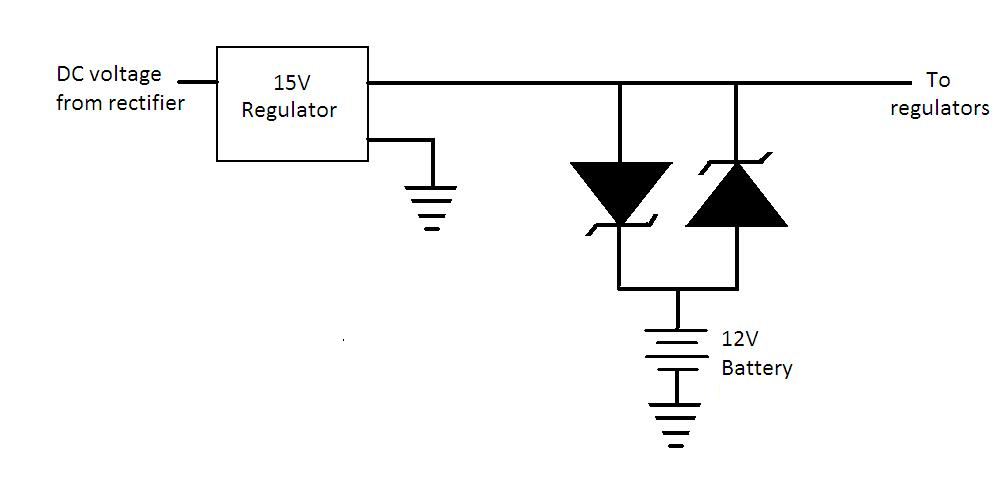 DC voltage
from rectifier
15V
Regulator
To
regulators
12V
Battery